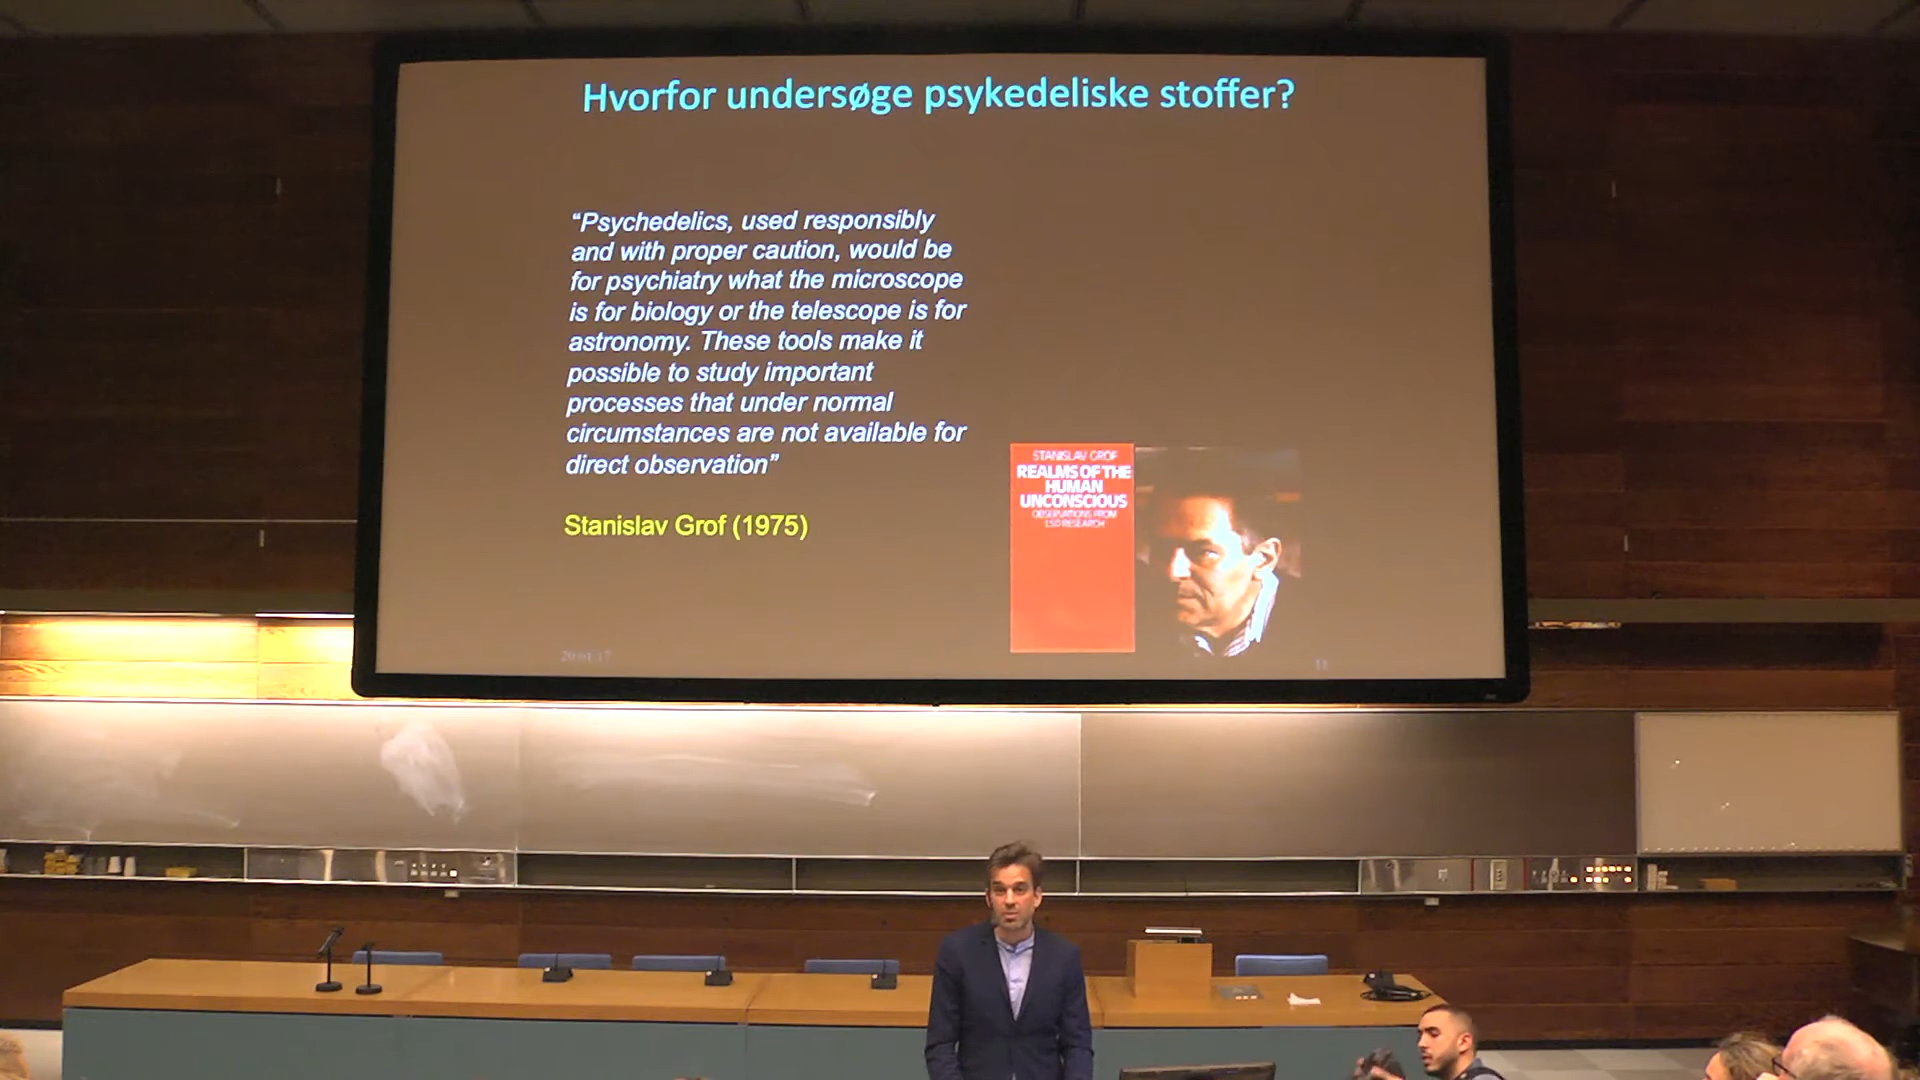 Hvorfor undersøge psykedeliske stoffer?
“Psychedelics, used responsibly
and with proper caution, would be
for psychiatry what the microscope
is for biology or the telescope is for
astronomy. These tools make it
possible to study important
processes that under normal
circumstances are not available for
direct observation”
Stanislav Grof (1975)
STANISLAV GROF
REALMS OF THE
HUMAN
UNCONSCIOUS
OBSERVATIONS FROM
LSD RESEARCH